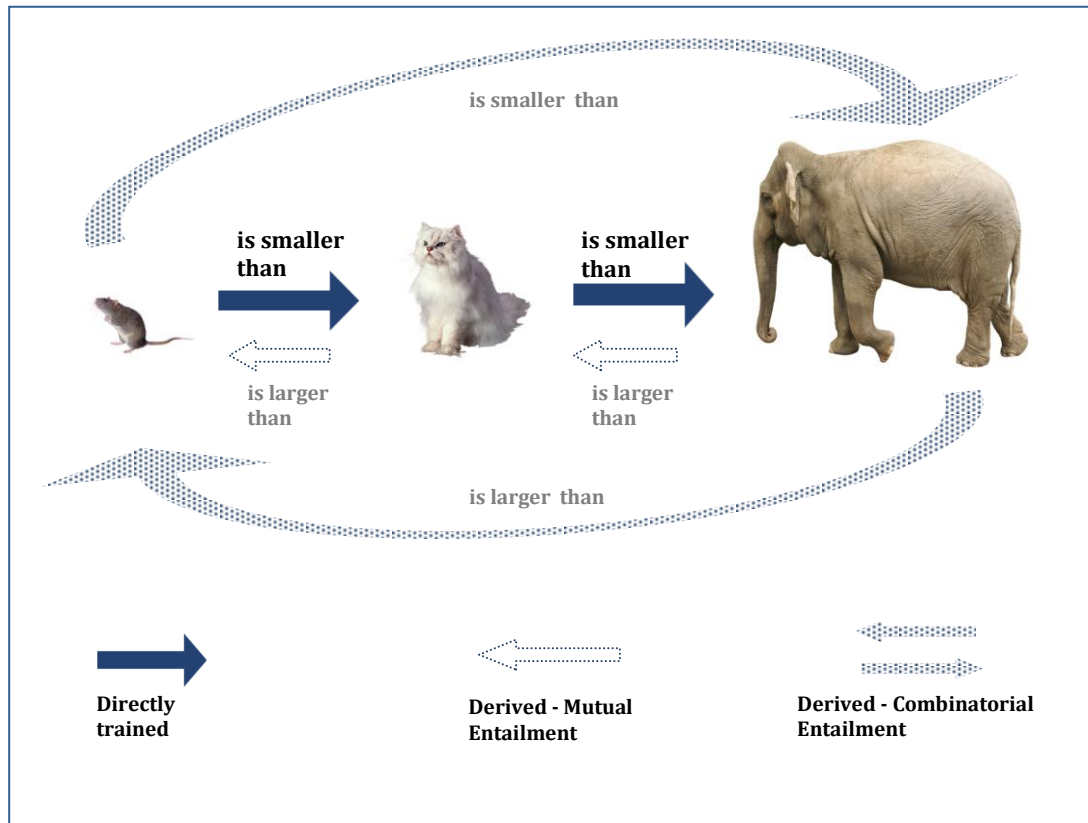 is smaller than
is smaller
than
is smaller
than
is larger
than
is larger
than
is larger than
Directly
trained
Derived - Mutual
Entailment
Derived - Combinatorial
Entailment